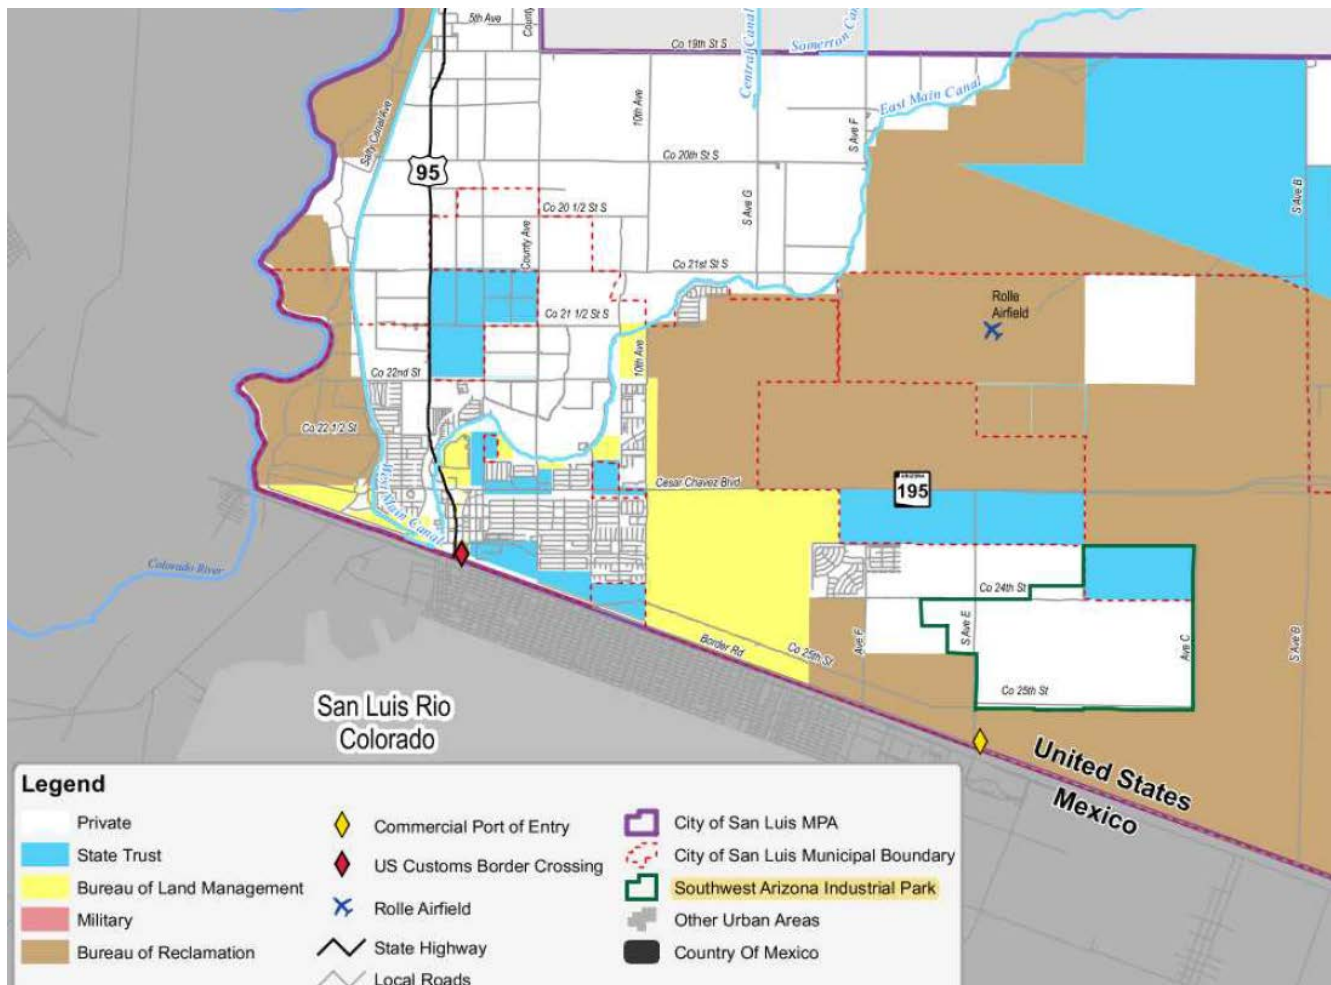 5th Ave
County
Co 19th St S
Central Canal
Somerton Can
East Main Canal
Salty Canal Ave
10th Ave
S Ave F
Co 20th St S
95
S Ave G
S Ave B
Co 20 1/2 St S
County Ave
Co 21st St S
Rolle
Airfield
Co 21 1/2 St S
10th Ave
Co 22nd St
Co 22 1/2 St
Cesar Chavez Blvd
ARIZONA
195
West Main Canal
Colorado River
Co 24th St
S Ave E
Ave F
Ave C
S Ave B
Border Rd
Co 25th St
Co 25th St
San Luis Rio
Colorado
United States
Mexico
Legend
Private
State Trust
Bureau of Land Management
Military
Bureau of Reclamation
Commercial Port of Entry
US Customs Border Crossing
Rolle Airfield
State Highway
Local Roads
City of San Luis MPA
City of San Luis Municipal Boundary
Southwest Arizona Industrial Park
Other Urban Areas
Country Of Mexico